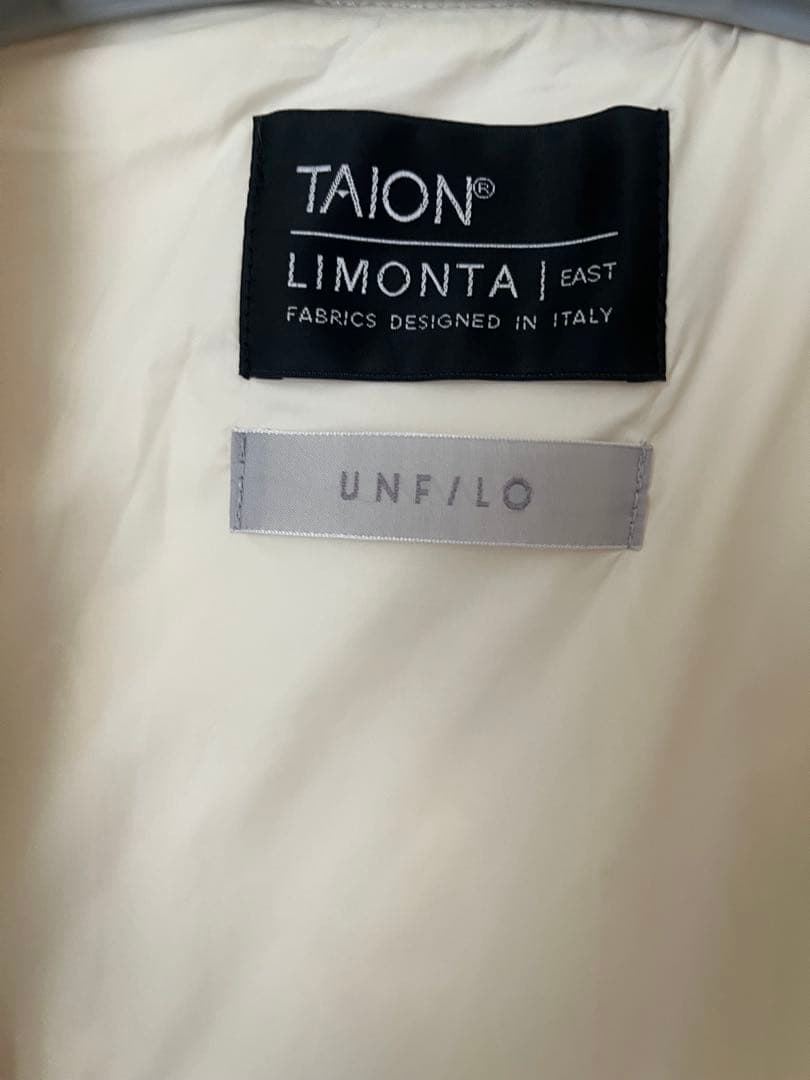 TAION®
LIMONTA | EAST
FABRICS DESIGNED IN ITALY
UNF/LO